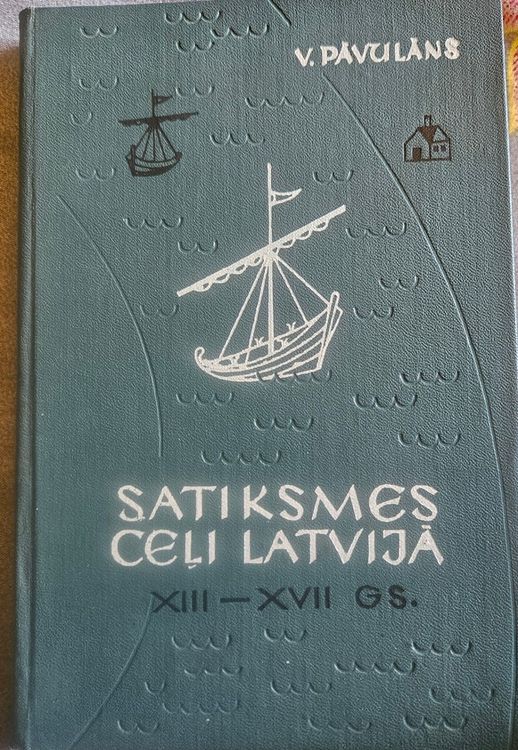 V. PĀVULĀNS
SATIKSMES
CEĻI LATVIJĀ
XIII — XVII GS.